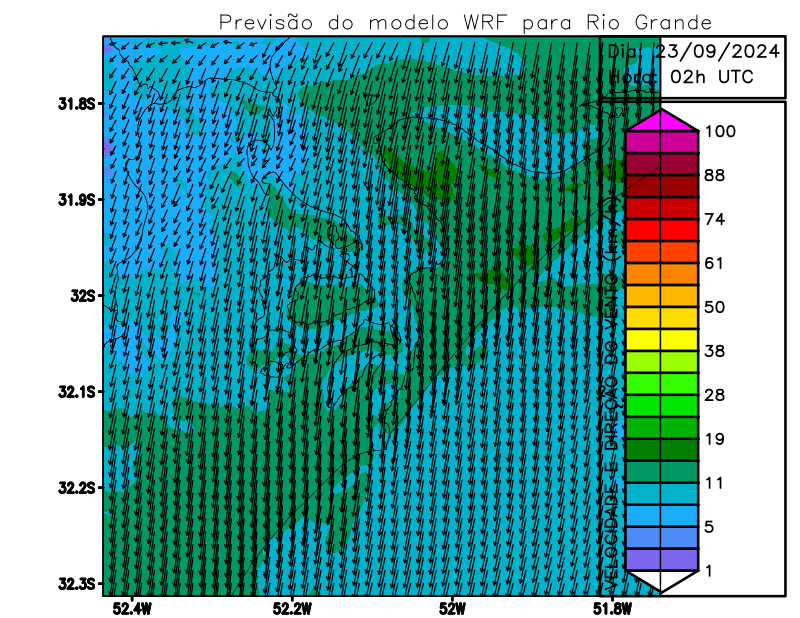 Previsão do modelo WRF para Rio Grande
Dia: 23/09/2024
Hora: 02h UTC
31.8S
31.9S
32S
32.1S
32.2S
32.3S
52.4W
52.2W
52W
51.8W
VELOCIDADE E DIREÇÃO DO VENTO (km/h)
100
88
74
61
50
38
28
19
11
5
1